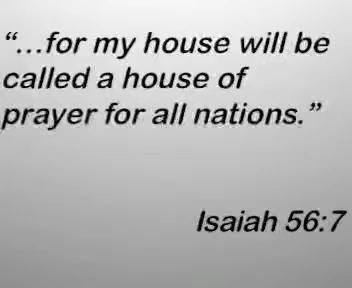 “...for my house will be
called a house of
prayer for all nations.”
Isaiah 56:7